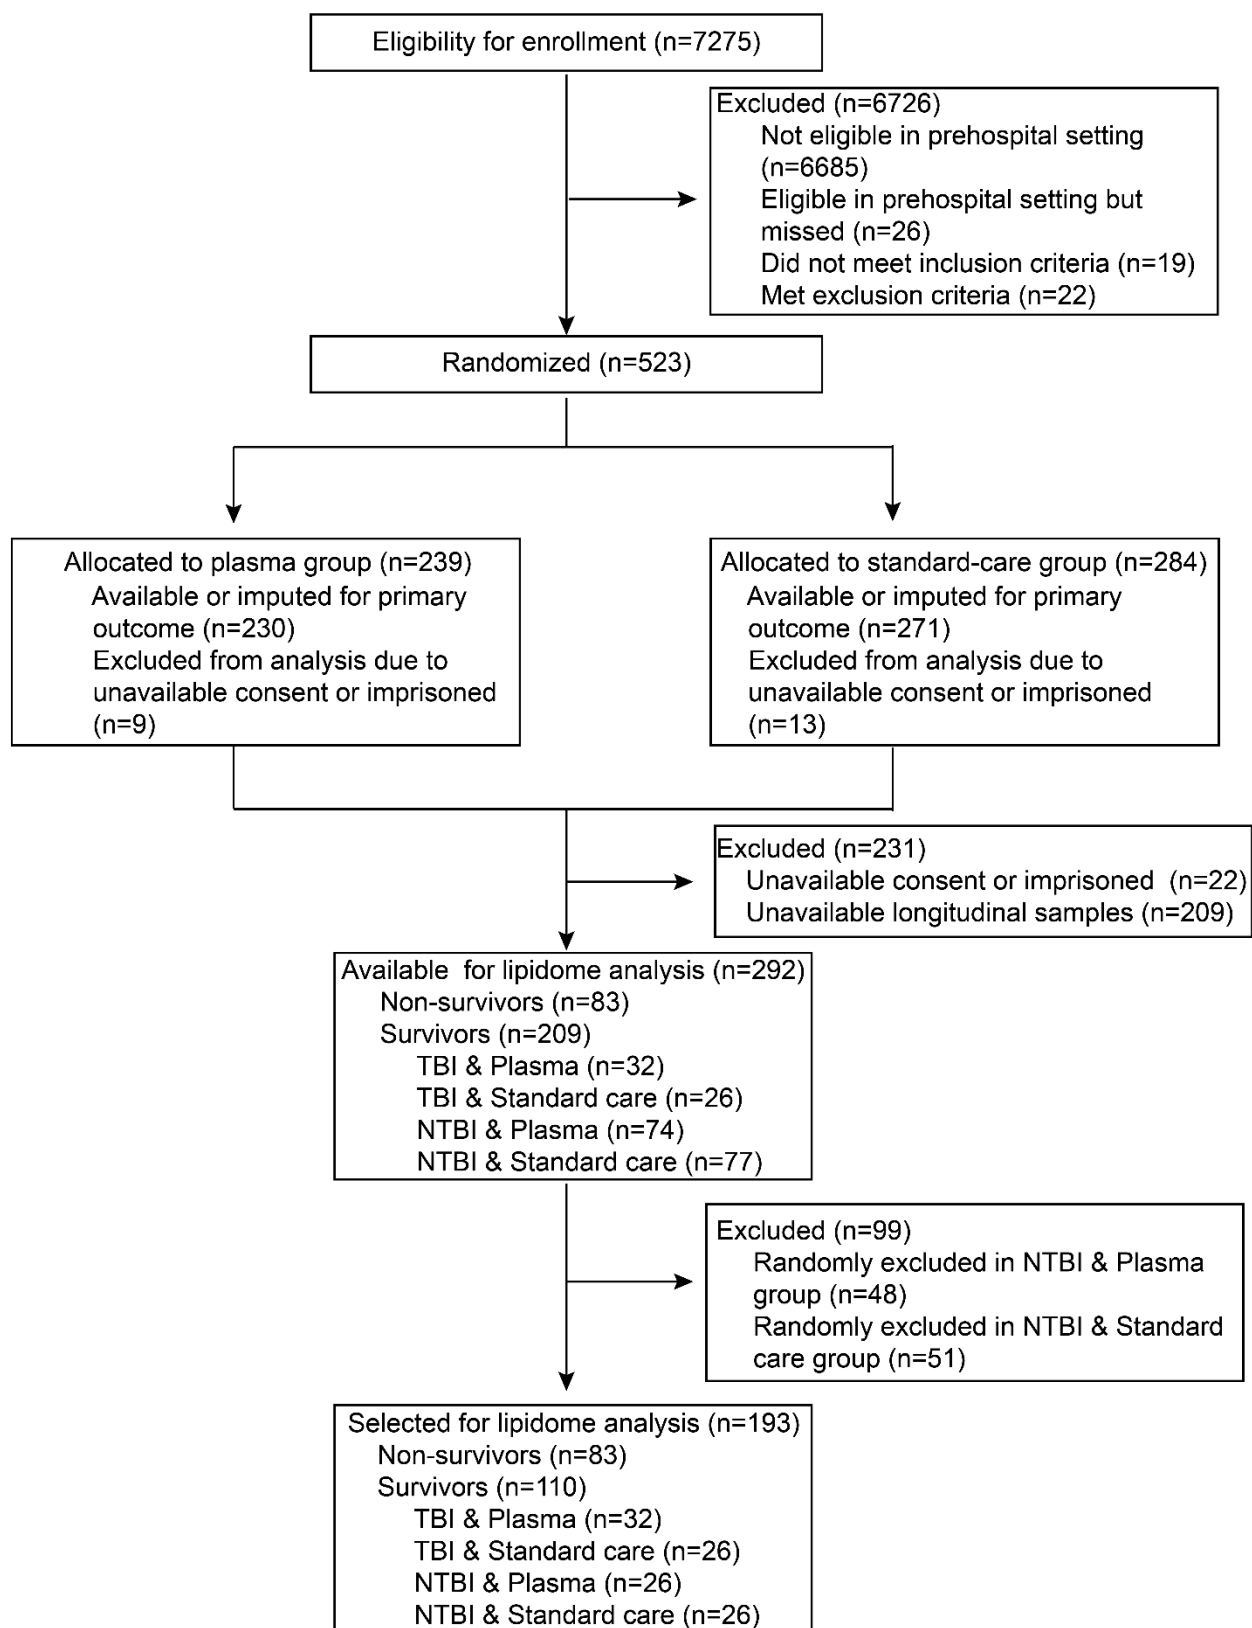 Eligibility for enrollment (n=7275)
Excluded (n=6726)
Not eligible in prehospital setting
(n=6685)
Eligible in prehospital setting but
missed (n=26)
Did not meet inclusion criteria (n=19)
Met exclusion criteria (n=22)
Randomized (n=523)
Allocated to plasma group (n=239)
Available or imputed for primary
outcome (n=230)
Excluded from analysis due to
unavailable consent or imprisoned
(n=9)
Allocated to standard-care group (n=284)
Available or imputed for primary
outcome (n=271)
Excluded from analysis due to
unavailable consent or imprisoned
(n=13)
Excluded (n=231)
Unavailable consent or imprisoned (n=22)
Unavailable longitudinal samples (n=209)
Available for lipidome analysis (n=292)
Non-survivors (n=83)
Survivors (n=209)
TBI & Plasma (n=32)
TBI & Standard care (n=26)
NTBI & Plasma (n=74)
NTBI & Standard care (n=77)
Excluded (n=99)
Randomly excluded in NTBI & Plasma
group (n=48)
Randomly excluded in NTBI & Standard
care group (n=51)
Selected for lipidome analysis (n=193)
Non-survivors (n=83)
Survivors (n=110)
TBI & Plasma (n=32)
TBI & Standard care (n=26)
NTBI & Plasma (n=26)
NTBI & Standard care (n=26)